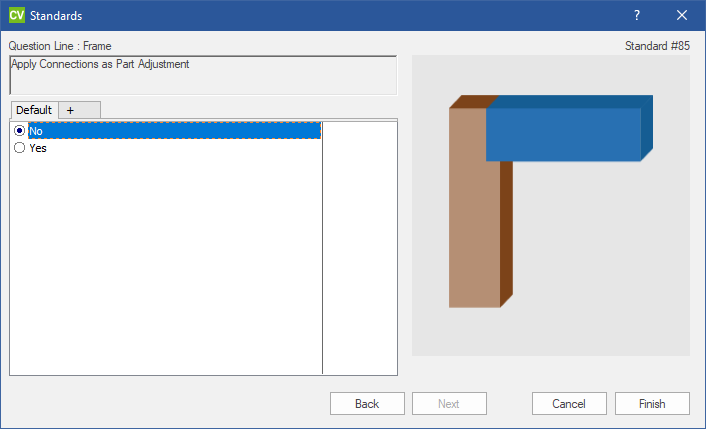 CV Standards ?
Question Line : Frame
Standard #85
Apply Connections as Part Adjustment
Default +
No
Yes
Back Next Cancel Finish